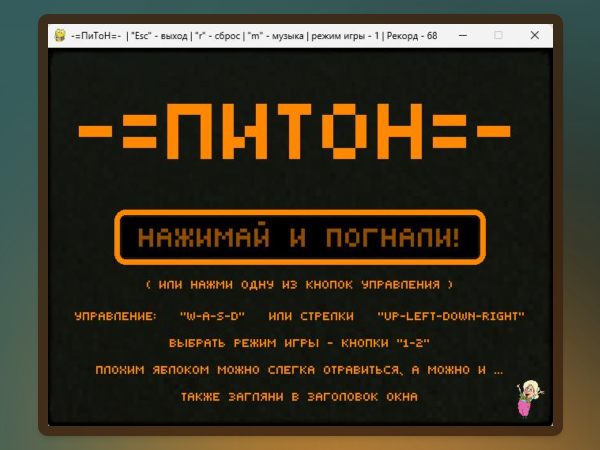 -=ПиТоН=- | "Esc" - выход | "r" - сброс | "m" - музыка | режим игры - 1 | Рекорд - 68
-=ПИТОН=-
НАЖИМАЙ И ПОГНАЛИ!
( ИЛИ НАЖМИ ОДНУ ИЗ КНОПОК УПРАВЛЕНИЯ )
УПРАВЛЕНИЕ: "W-A-S-D" ИЛИ СТРЕЛКИ "UP-LEFT-DOWN-RIGHT"
ВЫБРАТЬ РЕЖИМ ИГРЫ - КНОПКИ "1-2"
ПЛОХИМ ЯБЛОКОМ МОЖНО СЛЕГКА ОТРАВИТЬСЯ, А МОЖНО И ...
ТАКЖЕ ЗАГЛЯНИ В ЗАГОЛОВОК ОКНА